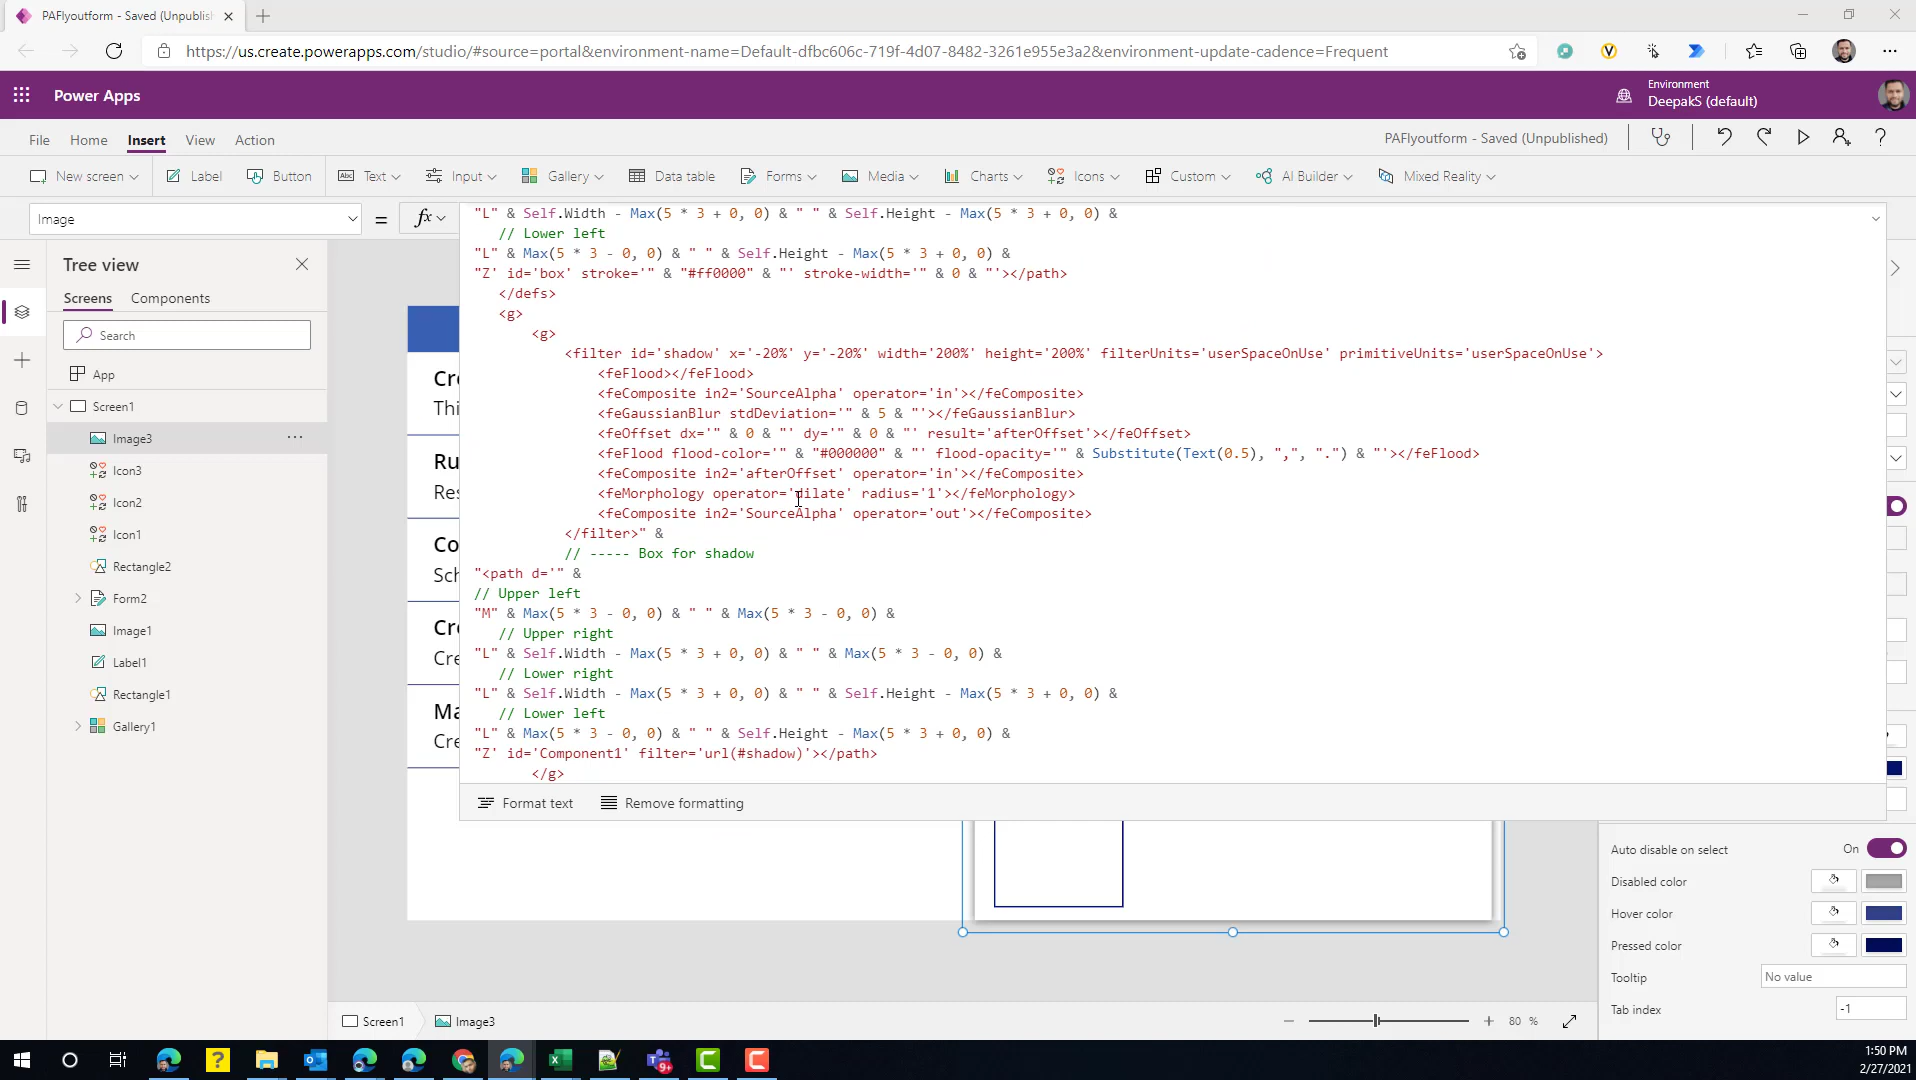 PAFlyoutform - Saved (Unpublish
https://us.create.powerapps.com/studio/#source=portal&environment-name=Default-dfbc606c-719f-4d07-8482-3261e955e3a2&environment-update-cadence=Frequent
Power Apps
Environment
DeepakS (default)
File Home Insert View Action
PAFlyoutform - Saved (Unpublished)
New screen Label Button Text Input Gallery Data table Forms Media Charts Icons Custom AI Builder Mixed Reality
Image = fx
Tree view
Screens Components
Search
App
Screen1
Image3
Icon3
Icon2
Icon1
Rectangle2
Form2
Image1
Label1
Rectangle1
Gallery1
Cre
Thi
Ru
Res
Co
Sch
Cre
Cre
Ma
Cre
"L" & Self.Width - Max(5 * 3 + 0, 0) & " " & Self.Height - Max(5 * 3 + 0, 0) &
// Lower left
"L" & Max(5 * 3 - 0, 0) & " " & Self.Height - Max(5 * 3 + 0, 0) &
"Z' id='box' stroke='" & "#ff0000" & "' stroke-width='" & 0 & "'></path>
</defs>
<g>
<g>
<filter id='shadow' x='-20%' y='-20%' width='200%' height='200%' filterUnits='userSpaceOnUse' primitiveUnits='userSpaceOnUse'>
<feFlood></feFlood>
<feComposite in2='SourceAlpha' operator='in'></feComposite>
<feGaussianBlur stdDeviation='" & 5 & "'></feGaussianBlur>
<feOffset dx='" & 0 & "' dy='" & 0 & "' result='afterOffset'></feOffset>
<feFlood flood-color='" & "#000000" & "' flood-opacity='" & Substitute(Text(0.5), ",", ".") & "'></feFlood>
<feComposite in2='afterOffset' operator='in'></feComposite>
<feMorphology operator='dilate' radius='1'></feMorphology>
<feComposite in2='SourceAlpha' operator='out'></feComposite>
</filter>" &
// ----- Box for shadow
"<path d='" &
// Upper left
"M" & Max(5 * 3 - 0, 0) & " " & Max(5 * 3 - 0, 0) &
// Upper right
"L" & Self.Width - Max(5 * 3 + 0, 0) & " " & Max(5 * 3 - 0, 0) &
// Lower right
"L" & Self.Width - Max(5 * 3 + 0, 0) & " " & Self.Height - Max(5 * 3 + 0, 0) &
// Lower left
"L" & Max(5 * 3 - 0, 0) & " " & Self.Height - Max(5 * 3 + 0, 0) &
"Z' id='Component1' filter='url(#shadow)'></path>
</g>
Format text Remove formatting
Auto disable on select On
Disabled color
Hover color
Pressed color
Tooltip No value
Tab index -1
Screen1 Image3
80 %
9+
1:50 PM
2/27/2021